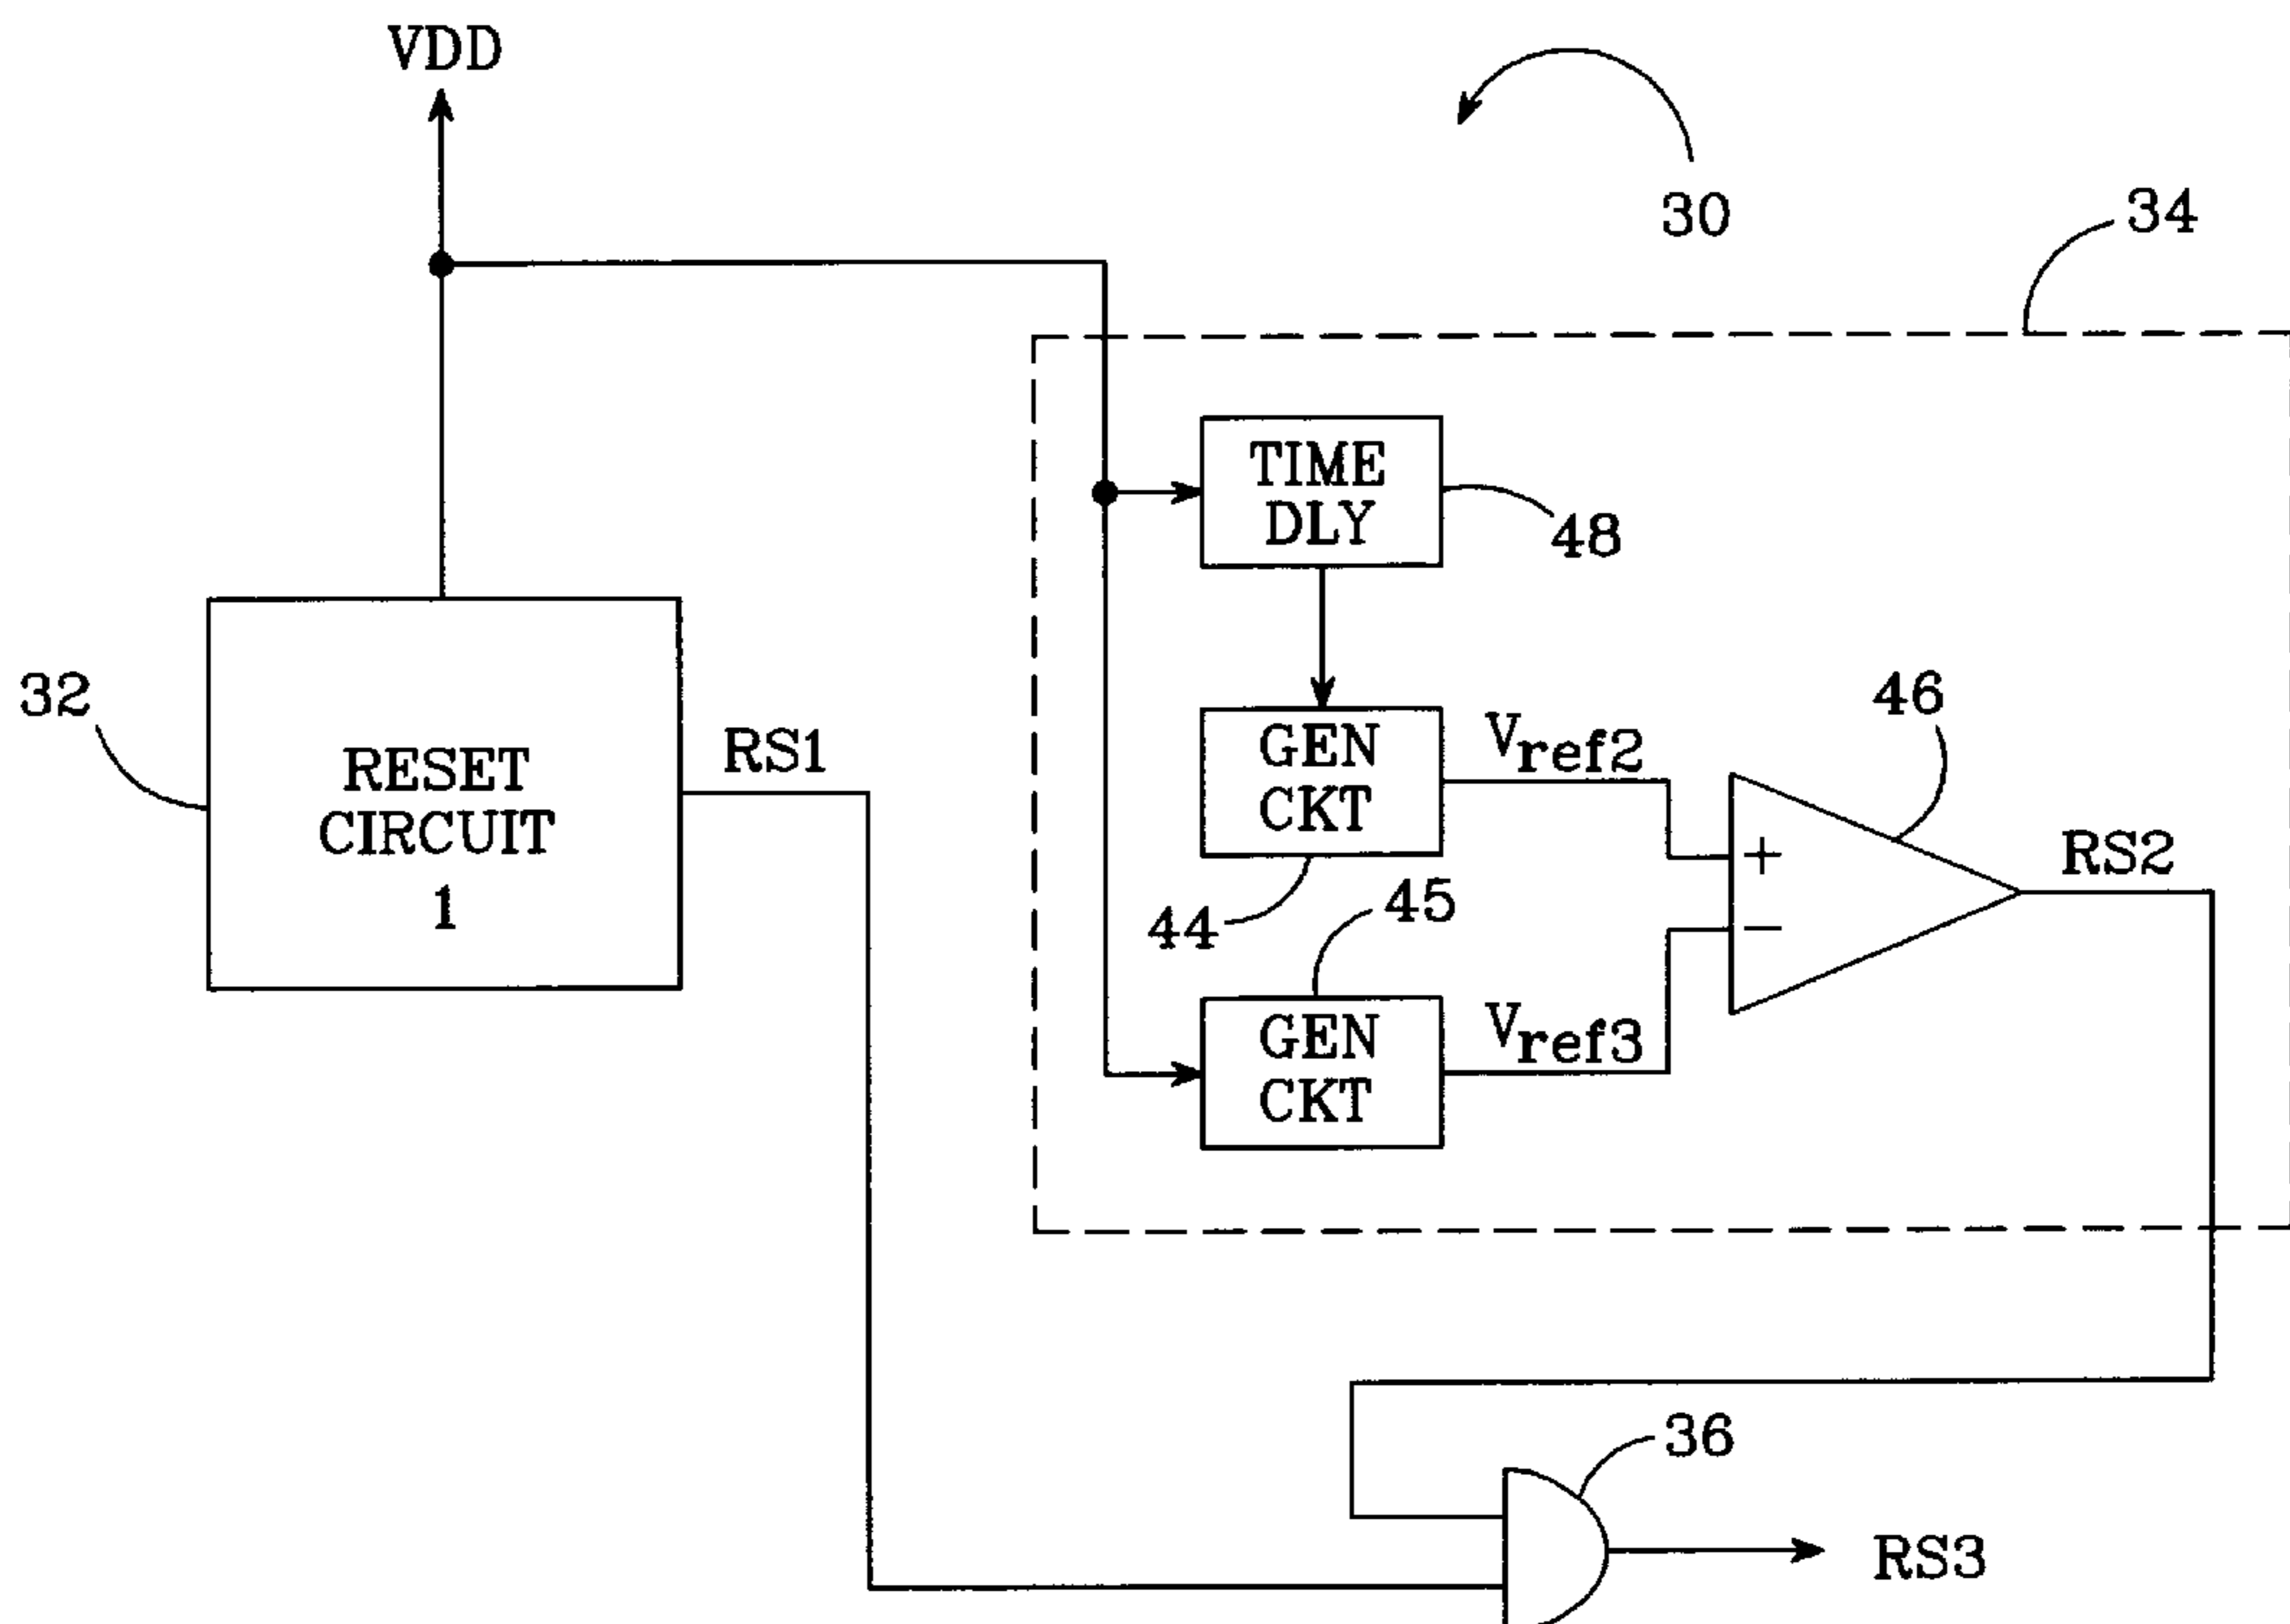 VDD
30
34
TIME
DLY
48
32
RESET
CIRCUIT
1
RS1
GEN
CKT
44
Vref2
46
+
−
RS2
45
GEN
CKT
Vref3
36
RS3